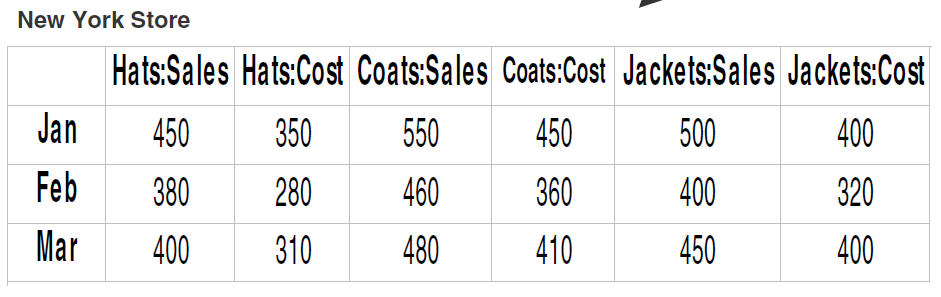 New York Store
Hats:Sales Hats:Cost Coats:Sales Coats:Cost Jackets:Sales Jackets:Cost
Jan 450 350 550 450 500 400
Feb 380 280 460 360 400 320
Mar 400 310 480 410 450 400